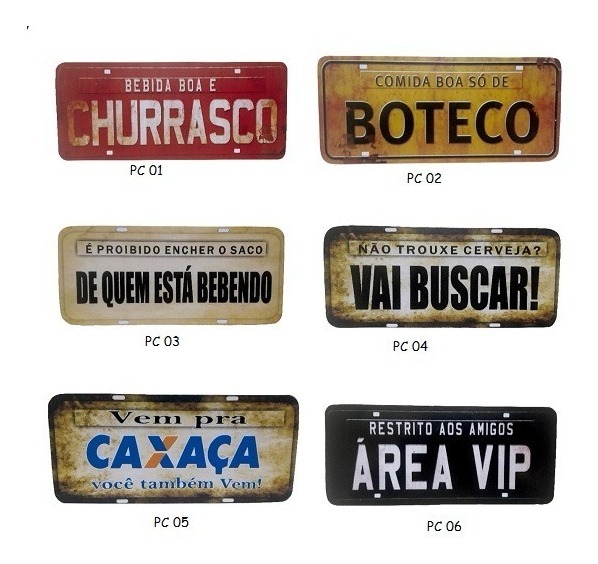 BEBIDA BOA E
CHURRASCO
PC 01
COMIDA BOA SÓ DE
BOTECO
PC 02
É PROIBIDO ENCHER O SACO
DE QUEM ESTÁ BEBENDO
PC 03
NÃO TROUXE CERVEJA?
VAI BUSCAR!
PC 04
Vem pra
CAXAÇA
você também Vem!
PC 05
RESTRITO AOS AMIGOS
ÁREA VIP
PC 06